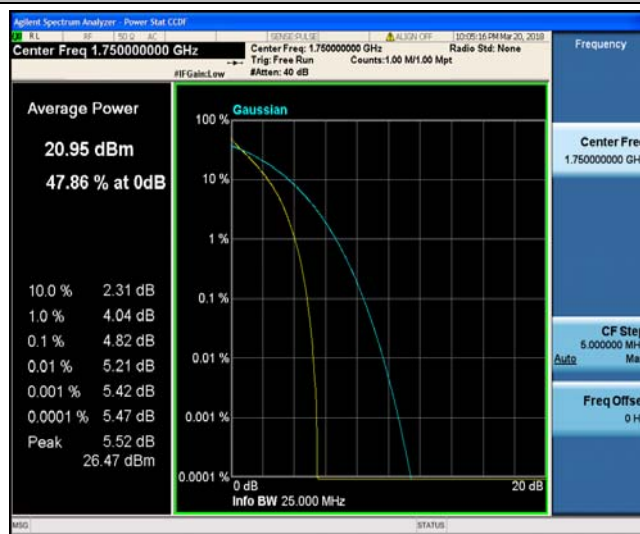 Agilent Spectrum Analyzer - Power Stat CCDF
RL RF 50 Ω AC SENSE:PULSE ALIGN OFF 10:05:16 PM Mar 20, 2018
Center Freq 1.750000000 GHz
Center Freq: 1.750000000 GHz Radio Std: None
Trig: Free Run Counts:1.00 M/1.00 Mpt
#IFGain:Low #Atten: 40 dB
Frequency
Average Power
20.95 dBm
47.86 % at 0dB
10.0 % 2.31 dB
1.0 % 4.04 dB
0.1 % 4.82 dB
0.01 % 5.21 dB
0.001 % 5.42 dB
0.0001 % 5.47 dB
Peak 5.52 dB
26.47 dBm
Gaussian
100 %
10 %
1 %
0.1 %
0.01 %
0.001 %
0.0001 %
0 dB 20 dB
Info BW 25.000 MHz
Center Fre
1.750000000 GH
CF Step
5.000000 MH
Auto Ma
Freq Offse
0 H
MSG STATUS